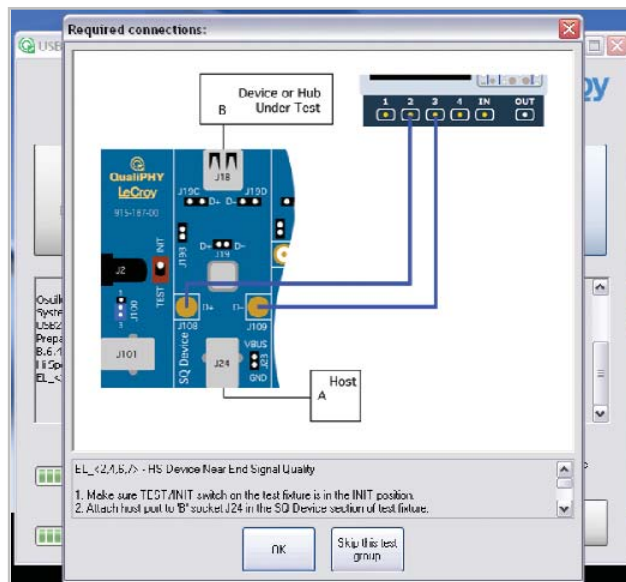 Required connections:
USB
Device or Hub
B Under Test
1 2 3 4 IN OUT
J18
QualiPHY
LeCroy
915-187-00
J19C J19D
D+ D-
J19B
D+ D-
J19
J2
INIT
TEST
1
J100
3
D+ D-
J108 J109
SQ Device
J101
VBUS
J24
J23
GND
Host
A
EL_<2,4,6,7> - HS Device Near End Signal Quality
1. Make sure TEST/INIT switch on the test fixture is in the INIT position.
2. Attach host port to 'B' socket J24 in the SQ Device section of test fixture.
OK
Skip this test
group